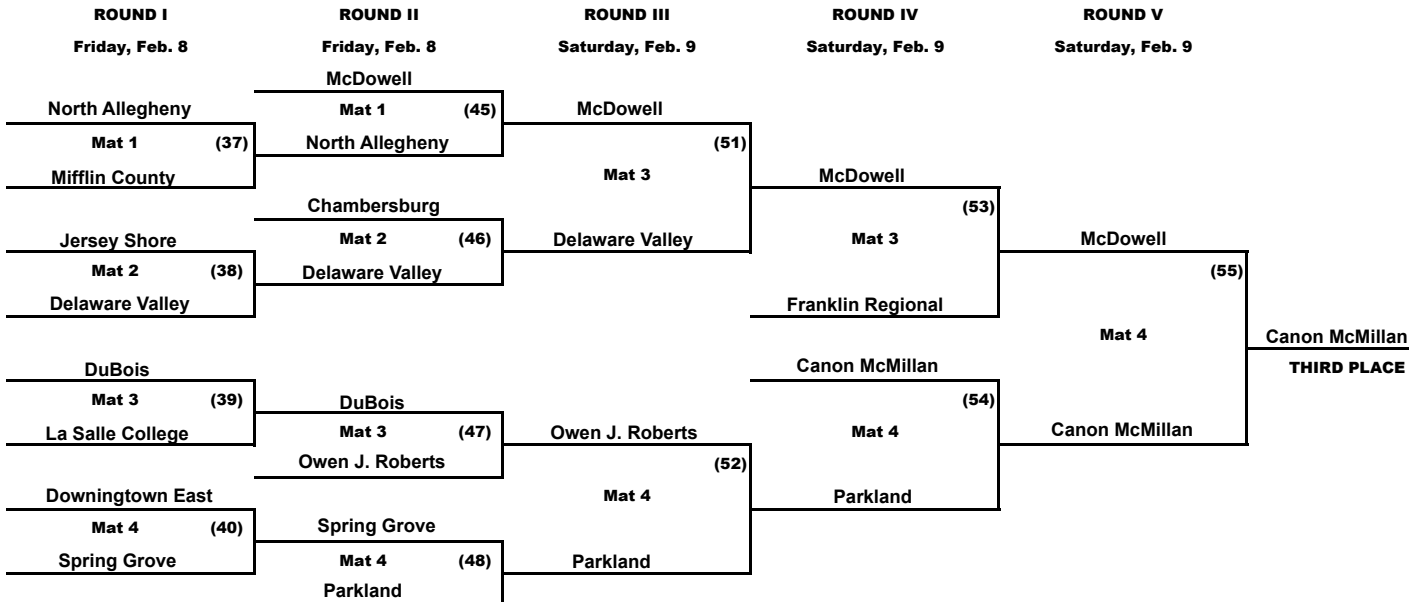 ROUND I ROUND II ROUND III ROUND IV ROUND V
Friday, Feb. 8 Friday, Feb. 8 Saturday, Feb. 9 Saturday, Feb. 9 Saturday, Feb. 9
McDowell
North Allegheny Mat 1 (45) McDowell
Mat 1 (37) North Allegheny (51)
Mifflin County Mat 3 McDowell
Chambersburg (53)
Jersey Shore Mat 2 (46) Delaware Valley Mat 3 McDowell
Mat 2 (38) Delaware Valley (55)
Delaware Valley Franklin Regional
Mat 4 Canon McMillan
DuBois Canon McMillan THIRD PLACE
Mat 3 (39) DuBois (54)
La Salle College Mat 3 (47) Owen J. Roberts Mat 4 Canon McMillan
Owen J. Roberts (52)
Downingtown East Mat 4 Parkland
Mat 4 (40) Spring Grove
Spring Grove Mat 4 (48) Parkland
Parkland